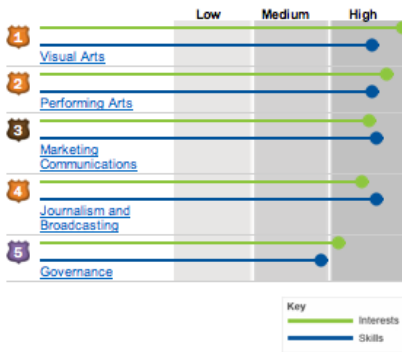 Low Medium High
1
Visual Arts
2
Performing Arts
3
Marketing
Communications
4
Journalism and
Broadcasting
5
Governance
Key
Interests
Skills